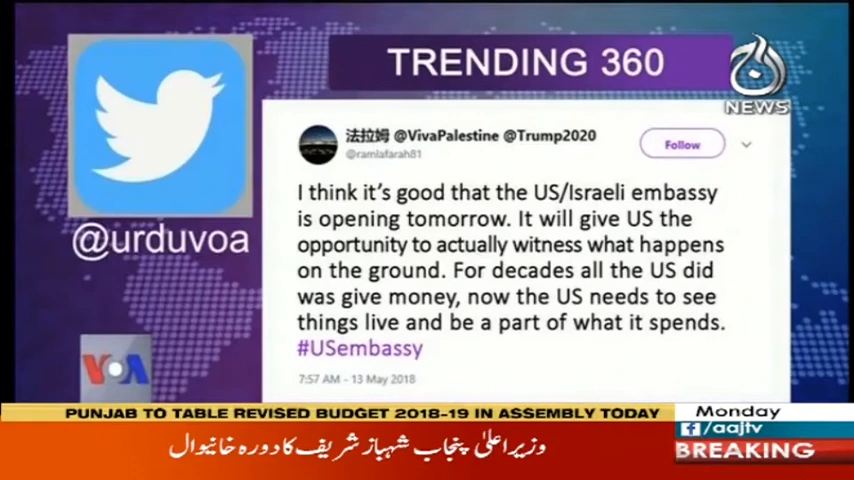 TRENDING 360
آج
NEWS
法拉姆 @VivaPalestine @Trump2020
@ramlafarah81
Follow
I think it's good that the US/Israeli embassy
is opening tomorrow. It will give US the
opportunity to actually witness what happens
on the ground. For decades all the US did
was give money, now the US needs to see
things live and be a part of what it spends.
#USembassy
7:57 AM - 13 May 2018
@urduvoa
VOA
PUNJAB TO TABLE REVISED BUDGET 2018-19 IN ASSEMBLY TODAY
Monday
f/aajtv
وزیراعلیٰ پنجاب شہباز شریف کا دورہ خانیوال
BREAKING